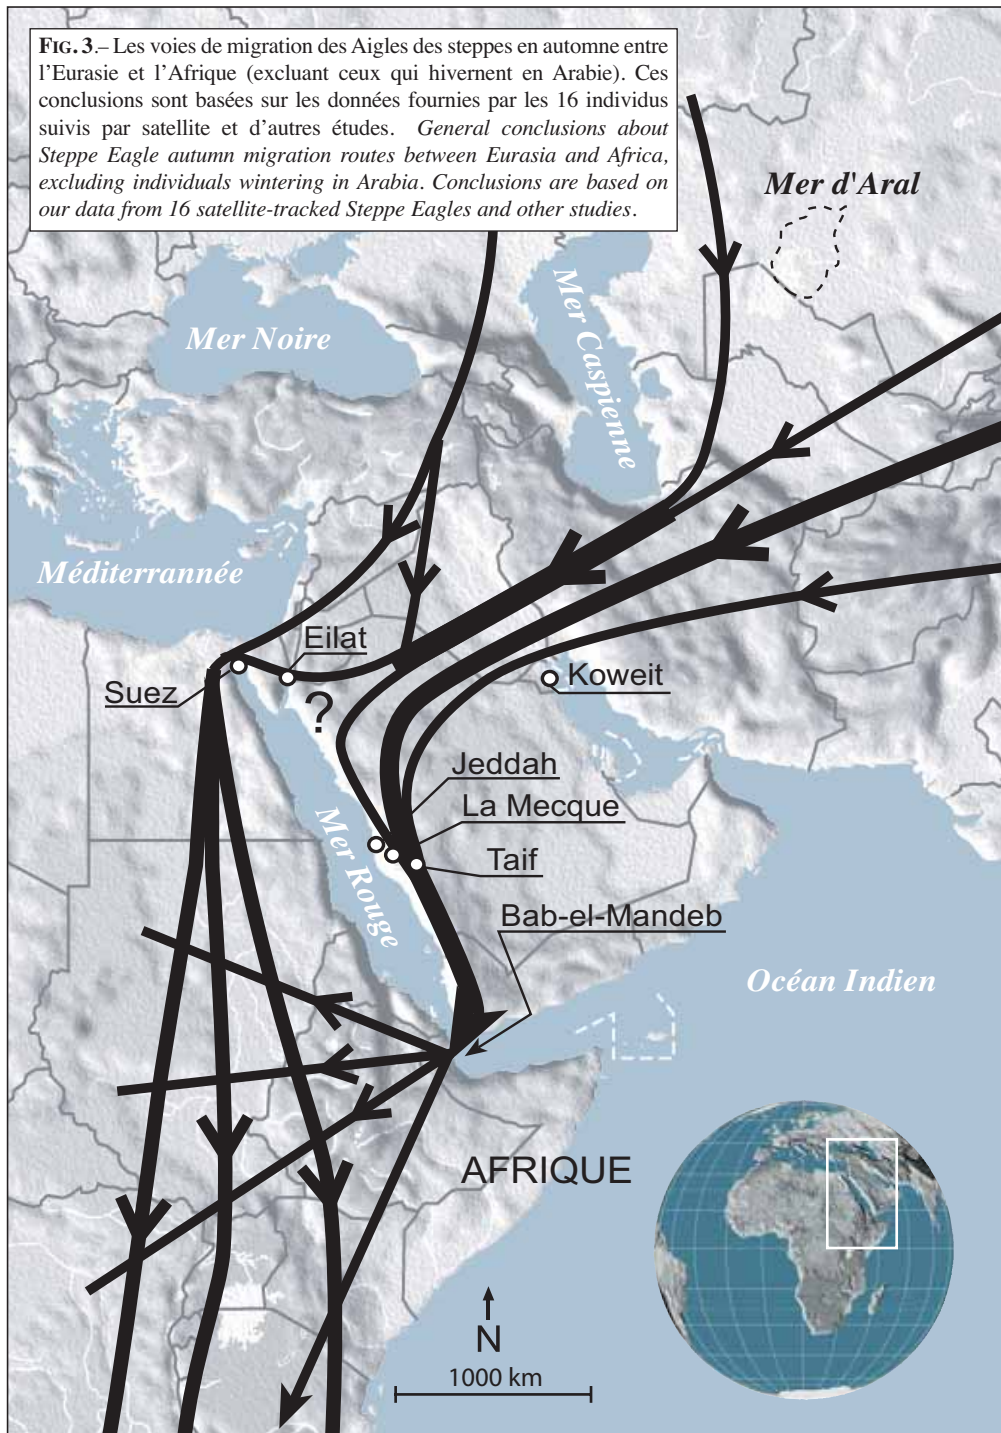 FIG. 3.– Les voies de migration des Aigles des steppes en automne entre
l'Eurasie et l'Afrique (excluant ceux qui hivernent en Arabie). Ces
conclusions sont basées sur les données fournies par les 16 individus
suivis par satellite et d'autres études. General conclusions about
Steppe Eagle autumn migration routes between Eurasia and Africa,
excluding individuals wintering in Arabia. Conclusions are based on
our data from 16 satellite-tracked Steppe Eagles and other studies.
Mer d'Aral
Mer Noire
Mer Caspienne
Méditerrannée
Eilat
Suez
?
Koweit
Jeddah
La Mecque
Taif
Mer Rouge
Bab-el-Mandeb
Océan Indien
AFRIQUE
N
1000 km